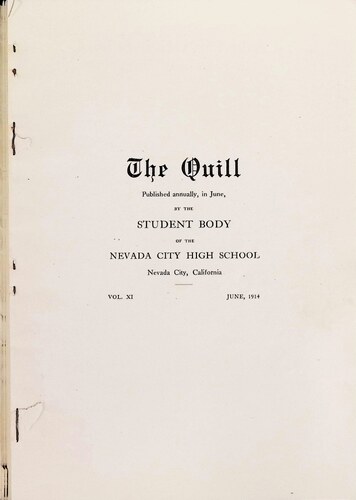 The Quill
Published annually, in June,
BY THE
STUDENT BODY
OF THE
NEVADA CITY HIGH SCHOOL
Nevada City, California
VOL. XI JUNE, 1914